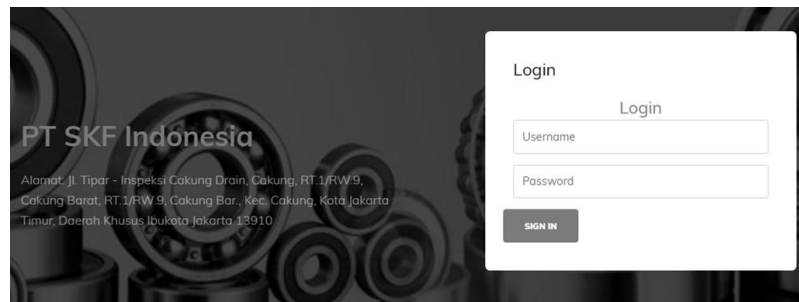 PT SKF Indonesia
Alamat: Jl. Tipar - Inspeksi Cakung Drain, Cakung, RT.1/RW.9,
Cakung Barat, RT.1/RW.9, Cakung Bar., Kec. Cakung, Kota Jakarta
Timur, Daerah Khusus Ibukota Jakarta 13910
Login
Login
Username
Password
SIGN IN